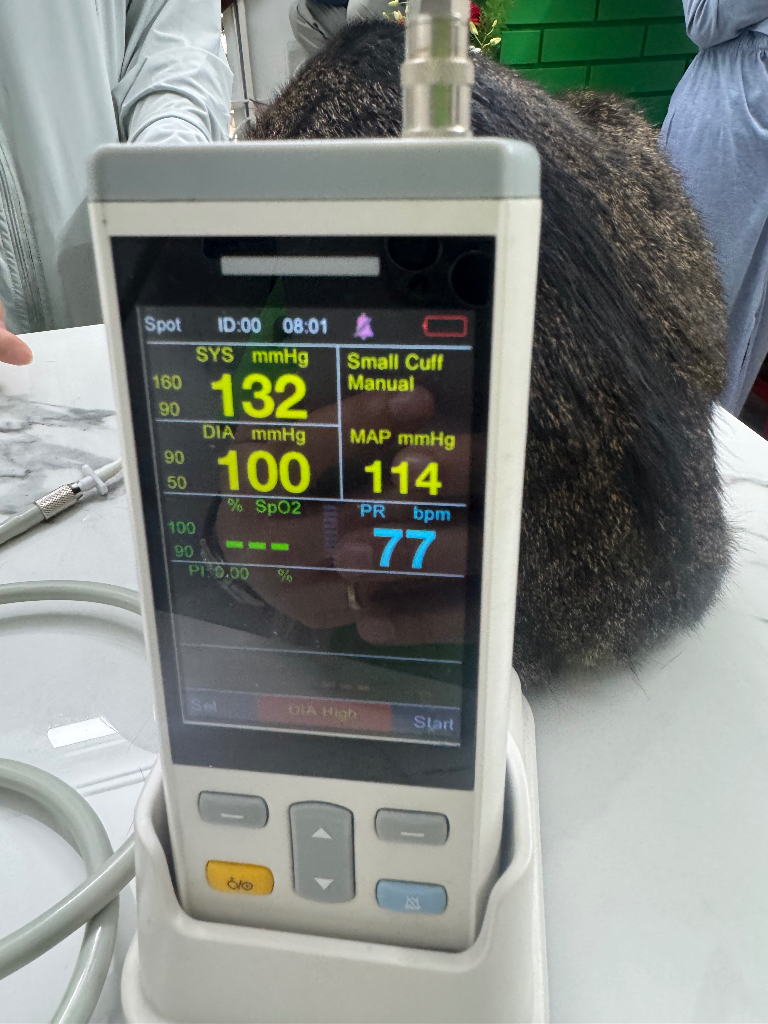 Spot ID:00 08:01
SYS mmHg
160
90
132
Small Cuff
Manual
DIA mmHg
90
50
100
MAP mmHg
114
% SpO2
100
90
---
PR bpm
77
PI:0.00 %
---
Set DIA High Start